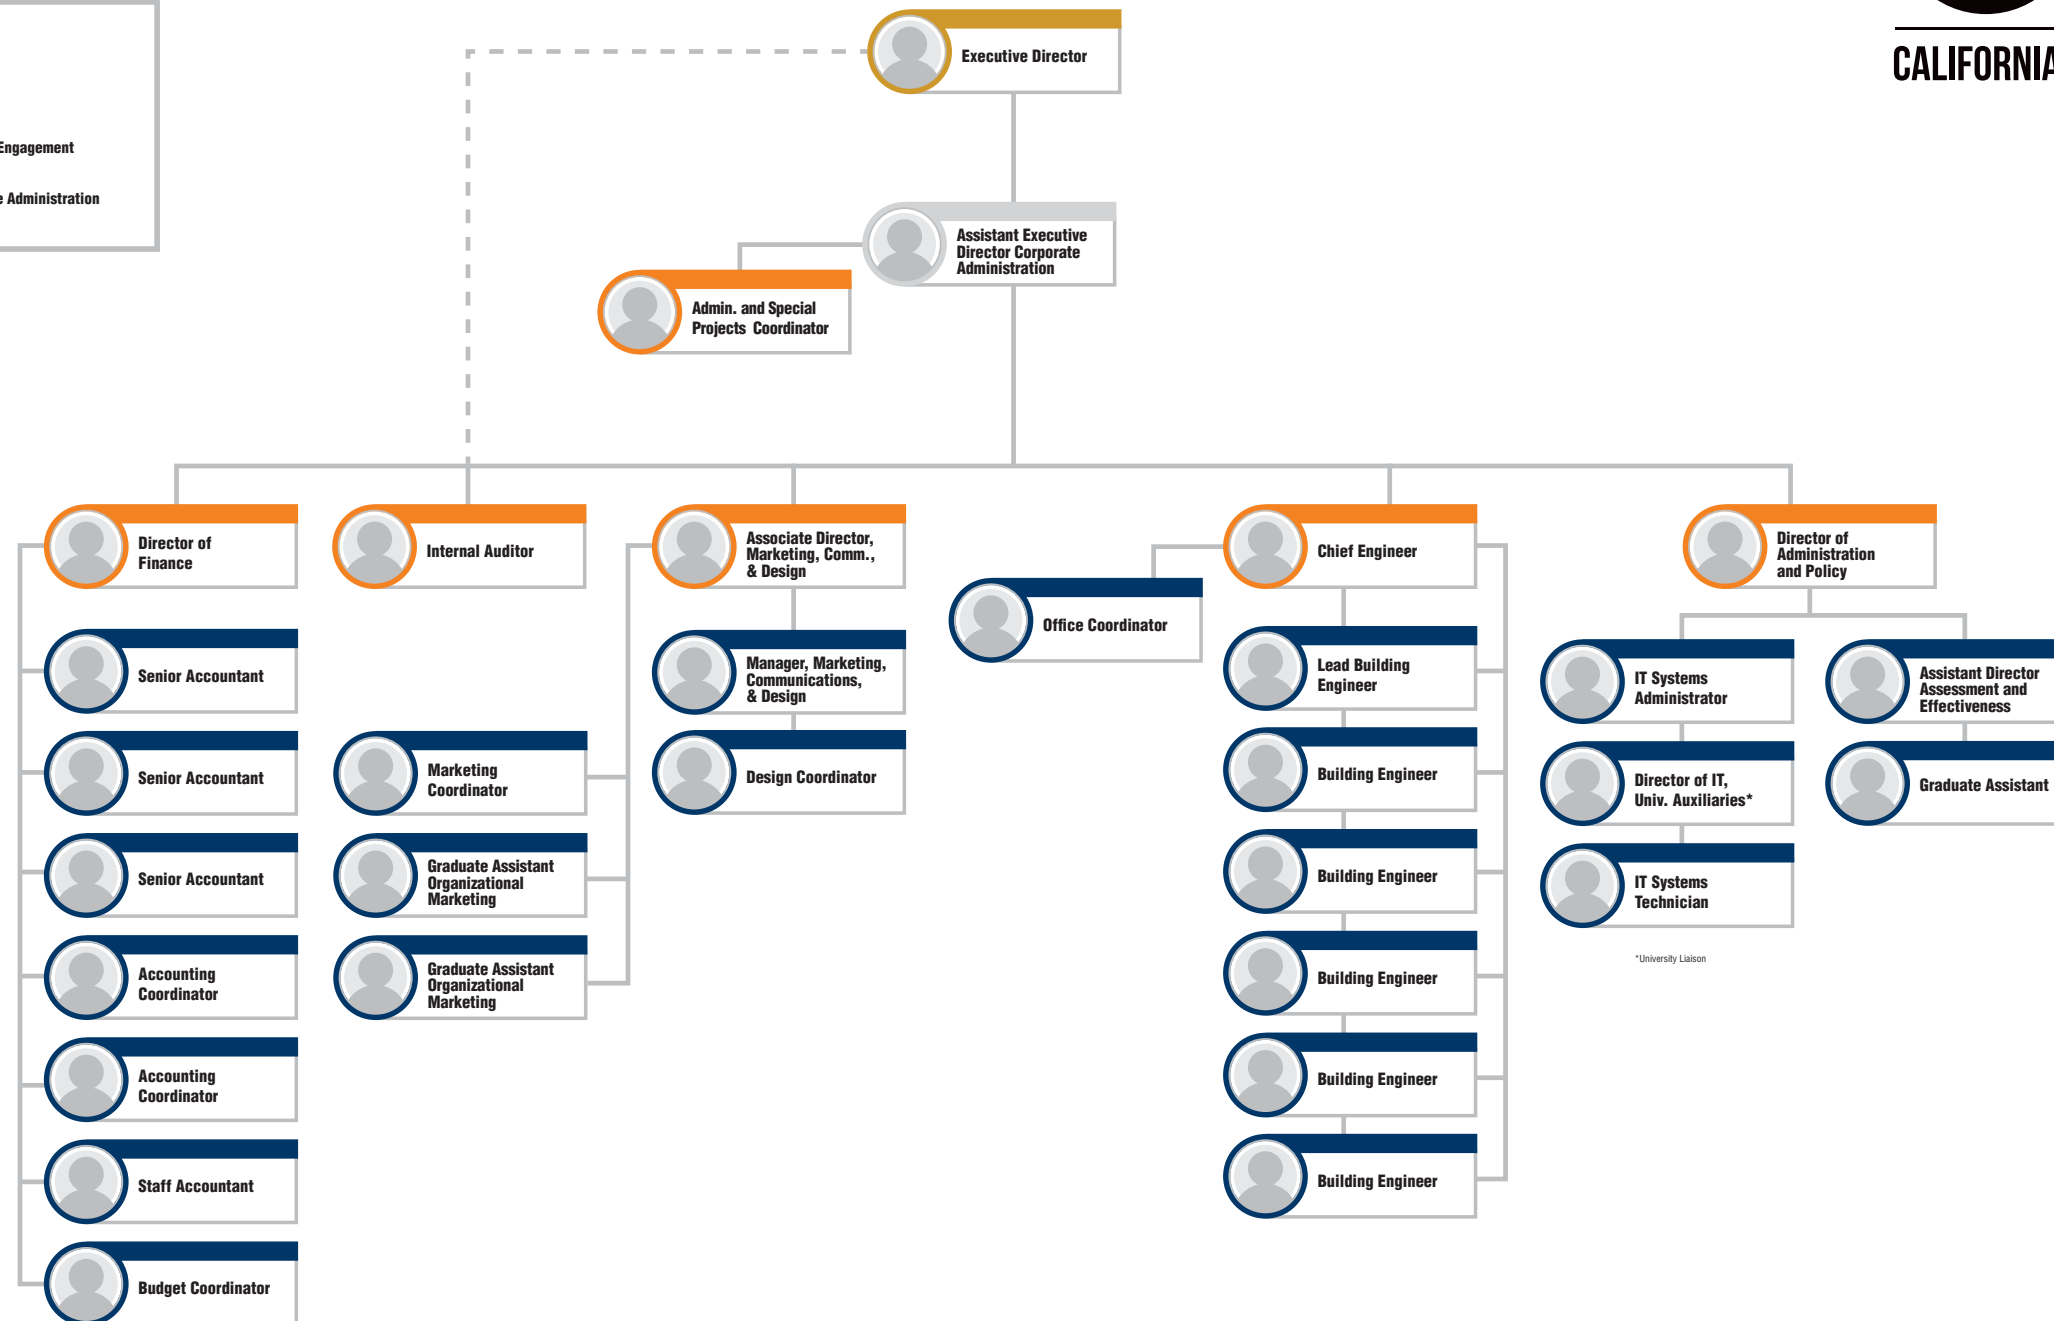 Engagement
Administration
CALIFORNIA
Executive Director
Assistant Executive
Director Corporate
Administration
Admin. and Special
Projects Coordinator
Director of
Finance
Internal Auditor
Associate Director,
Marketing, Comm.,
& Design
Chief Engineer
Director of
Administration
and Policy
Office Coordinator
Senior Accountant
Senior Accountant
Senior Accountant
Accounting
Coordinator
Accounting
Coordinator
Staff Accountant
Budget Coordinator
Marketing
Coordinator
Graduate Assistant
Organizational
Marketing
Graduate Assistant
Organizational
Marketing
Manager, Marketing,
Communications,
& Design
Design Coordinator
Lead Building
Engineer
Building Engineer
Building Engineer
Building Engineer
Building Engineer
Building Engineer
IT Systems
Administrator
Director of IT,
Univ. Auxiliaries*
IT Systems
Technician
*University Liaison
Assistant Director
Assessment and
Effectiveness
Graduate Assistant